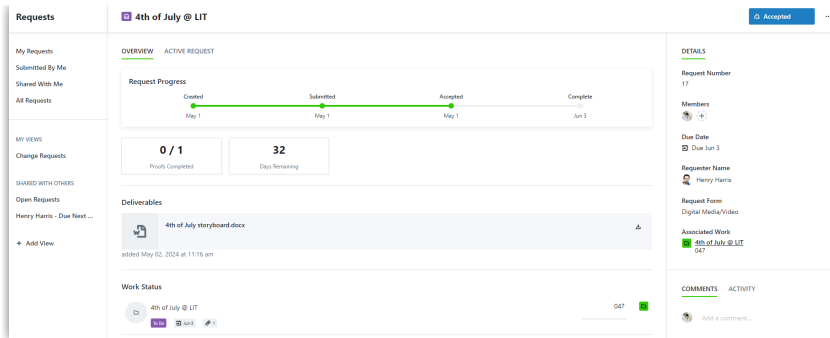 Requests
4th of July @ LIT
Accepted
My Requests
Submitted By Me
Shared With Me
All Requests
MY VIEWS
Change Requests
SHARED WITH OTHERS
Open Requests
Henry Harris - Due Next ...
+ Add View
OVERVIEW ACTIVE REQUEST
Request Progress
Created Submitted Accepted Complete
May 1 May 1 May 1 Jun 3
0 / 1
Proofs Completed
32
Days Remaining
Deliverables
4th of July storyboard.docx
added May 02, 2024 at 11:16 am
Work Status
4th of July @ LIT
047
To Do Jun 3 1
DETAILS
Request Number
17
Members
Due Date
Due Jun 3
Requester Name
Henry Harris
Request Form
Digital Media/Video
Associated Work
4th of July @ LIT
047
COMMENTS ACTIVITY
Add a comment...